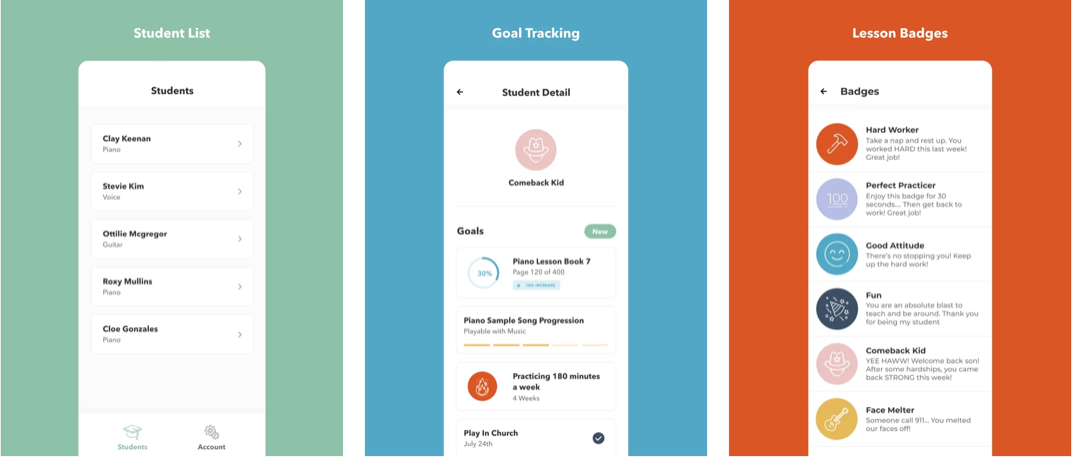 Student List
Students
Clay Keenan
Piano
Stevie Kim
Voice
Ottilie Mcgregor
Guitar
Roxy Mullins
Piano
Cloe Gonzales
Piano
Students
Account
Goal Tracking
Student Detail
Comeback Kid
Goals
New
30%
Piano Lesson Book 7
Page 120 of 400
10% INCREASE
Piano Sample Song Progression
Playable with Music
Practicing 180 minutes
a week
4 Weeks
Play In Church
July 24th
Lesson Badges
Badges
Hard Worker
Take a nap and rest up. You
worked HARD this last week!
Great job!
100
Perfect Practicer
Enjoy this badge for 30
seconds... Then get back to
work! Great job!
Good Attitude
There's no stopping you! Keep
up the hard work!
Fun
You are an absolute blast to
teach and be around. Thank you
for being my student
Comeback Kid
YEE HAWW! Welcome back son!
After some hardships, you came
back STRONG this week!
Face Melter
Someone call 911... You melted
our faces off!